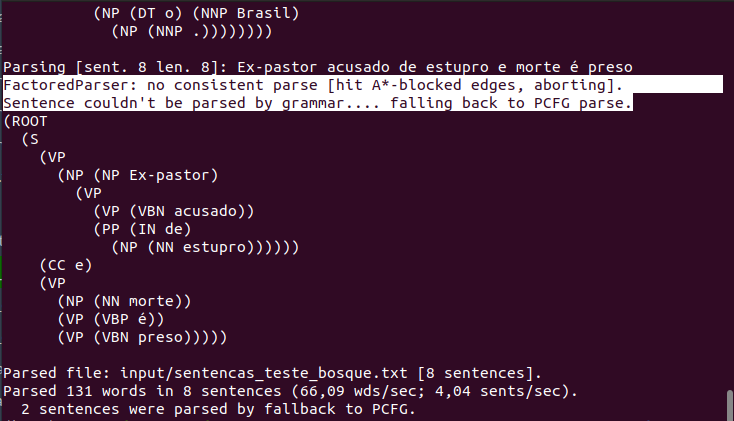 (NP (DT o) (NNP Brasil)
(NP (NNP .))))))))
Parsing [sent. 8 len. 8]: Ex-pastor acusado de estupro e morte é preso
FactoredParser: no consistent parse [hit A*-blocked edges, aborting].
Sentence couldn't be parsed by grammar.... falling back to PCFG parse.
(ROOT
(S
(VP
(NP (NP Ex-pastor)
(VP
(VP (VBN acusado))
(PP (IN de)
(NP (NN estupro))))))
(CC e)
(VP
(NP (NN morte))
(VP (VBP é))
(VP (VBN preso)))))
Parsed file: input/sentencas_teste_bosque.txt [8 sentences].
Parsed 131 words in 8 sentences (66,09 wds/sec; 4,04 sents/sec).
2 sentences were parsed by fallback to PCFG.